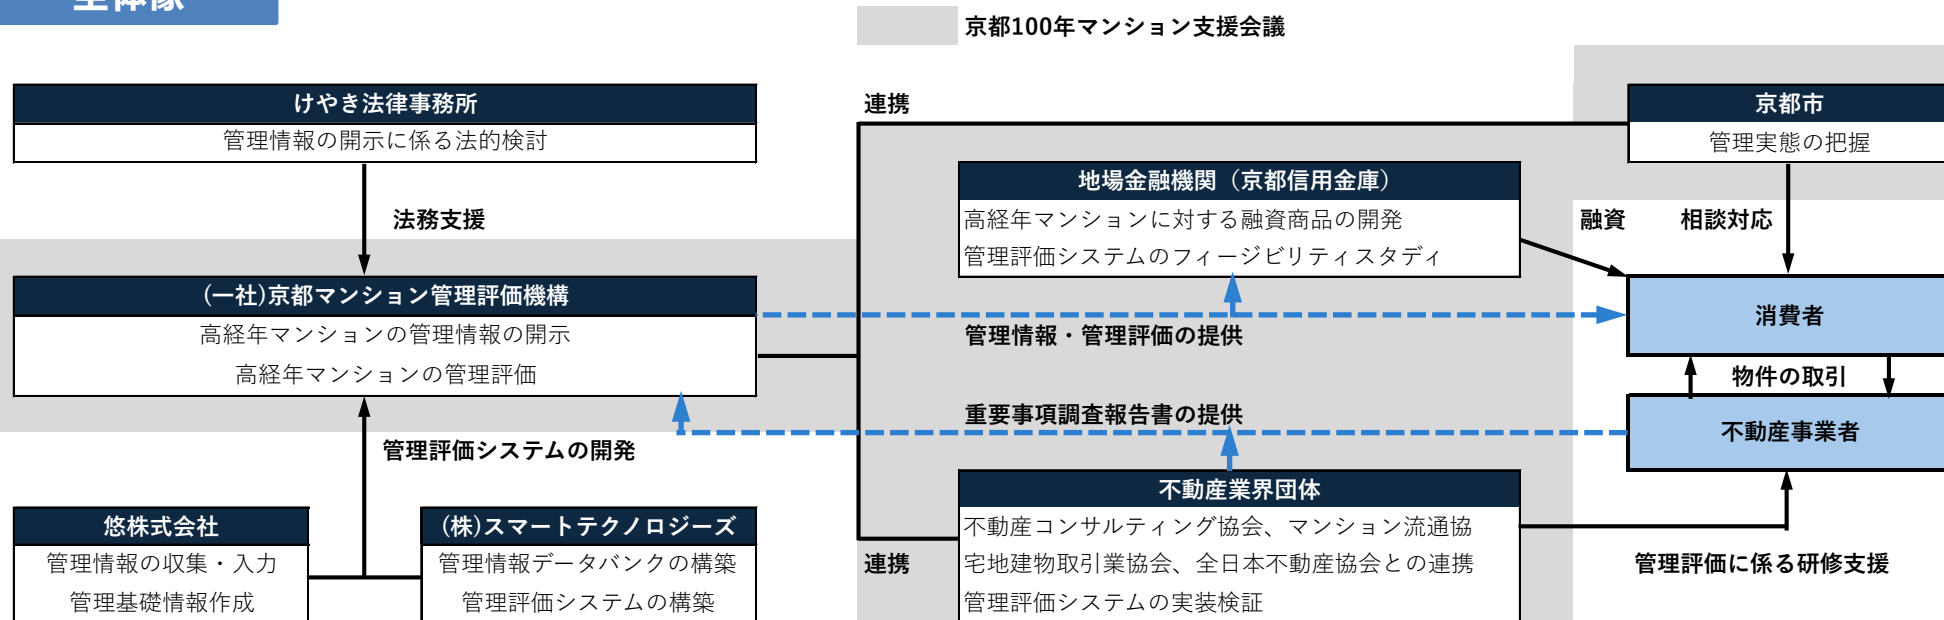 全体像
京都100年マンション支援会議
けやき法律事務所
管理情報の開示に係る法的検討
連携
京都市
管理実態の把握
地場金融機関（京都信用金庫）
高経年マンションに対する融資商品の開発
管理評価システムのフィージビリティスタディ
法務支援
融資
相談対応
(一社)京都マンション管理評価機構
高経年マンションの管理情報の開示
高経年マンションの管理評価
管理情報・管理評価の提供
消費者
物件の取引
重要事項調査報告書の提供
不動産事業者
管理評価システムの開発
不動産業界団体
不動産コンサルティング協会、マンション流通協
宅地建物取引業協会、全日本不動産協会との連携
管理評価システムの実装検証
悠株式会社
管理情報の収集・入力
管理基礎情報作成
(株)スマートテクノロジーズ
管理情報データバンクの構築
管理評価システムの構築
連携
管理評価に係る研修支援